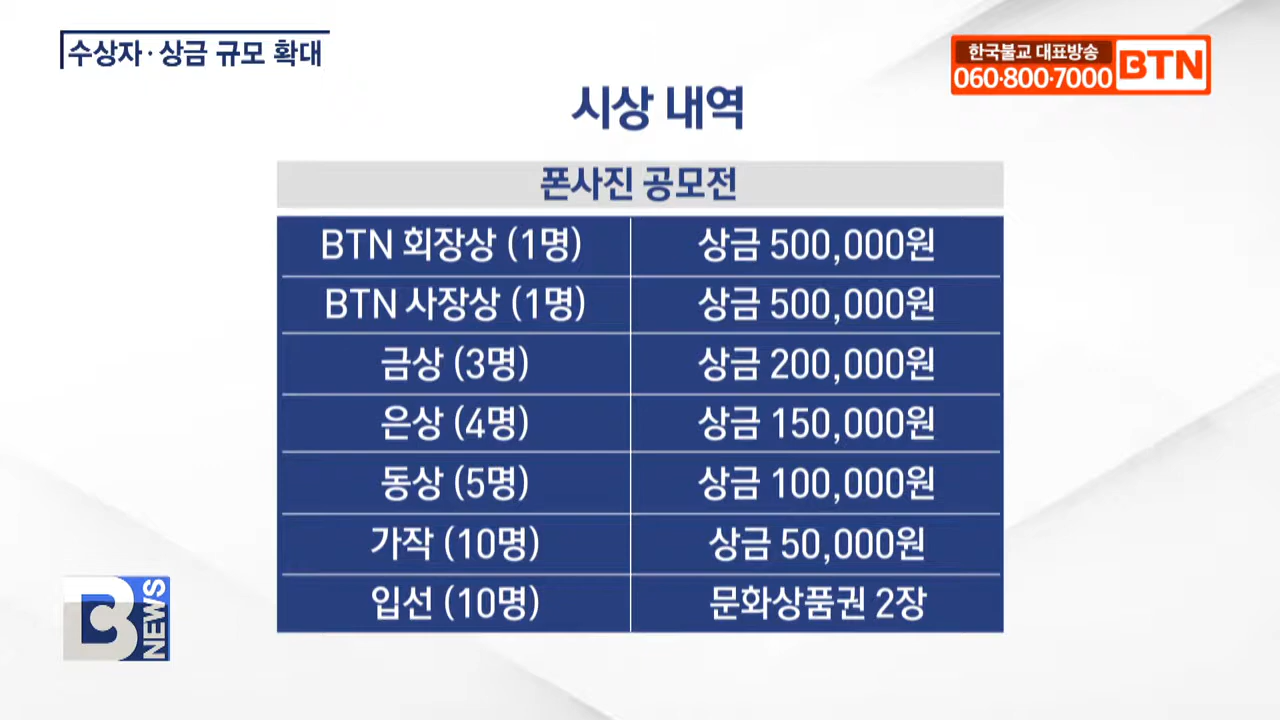 수상자·상금 규모 확대
한국불교 대표방송
060·800·7000
BTN
시상 내역
폰사진 공모전
BTN 회장상 (1명) 상금 500,000원
BTN 사장상 (1명) 상금 500,000원
금상 (3명) 상금 200,000원
은상 (4명) 상금 150,000원
동상 (5명) 상금 100,000원
가작 (10명) 상금 50,000원
입선 (10명) 문화상품권 2장
B NEWS